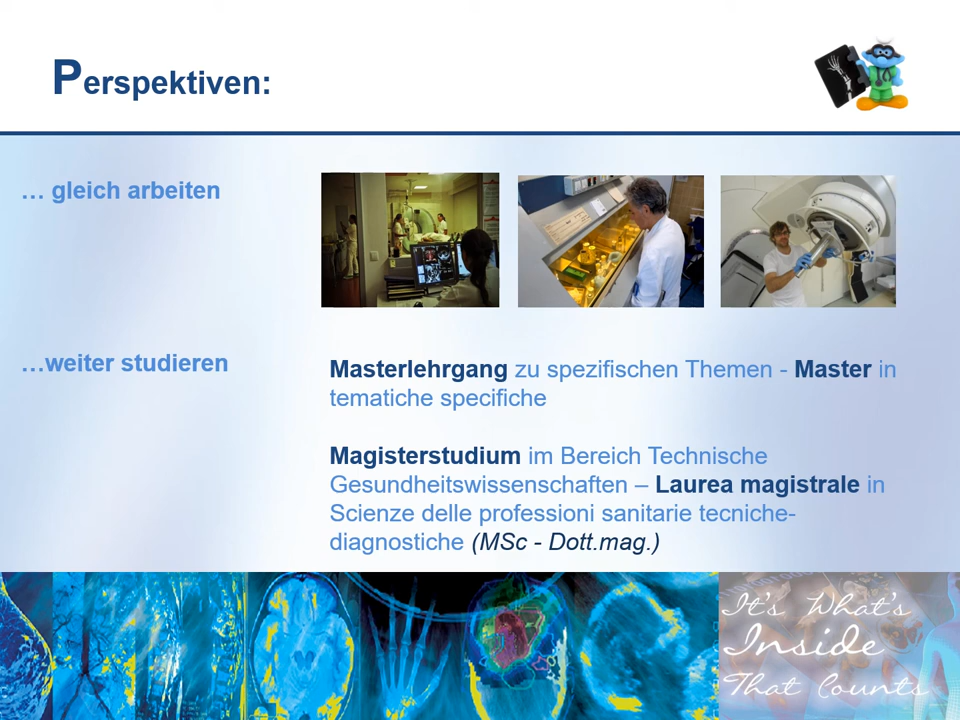 Perspektiven:
… gleich arbeiten
…weiter studieren
Masterlehrgang zu spezifischen Themen - Master in
tematiche specifiche
Magisterstudium im Bereich Technische
Gesundheitswissenschaften – Laurea magistrale in
Scienze delle professioni sanitarie tecniche-
diagnostiche (MSc - Dott.mag.)
It's What's
Inside
That Counts